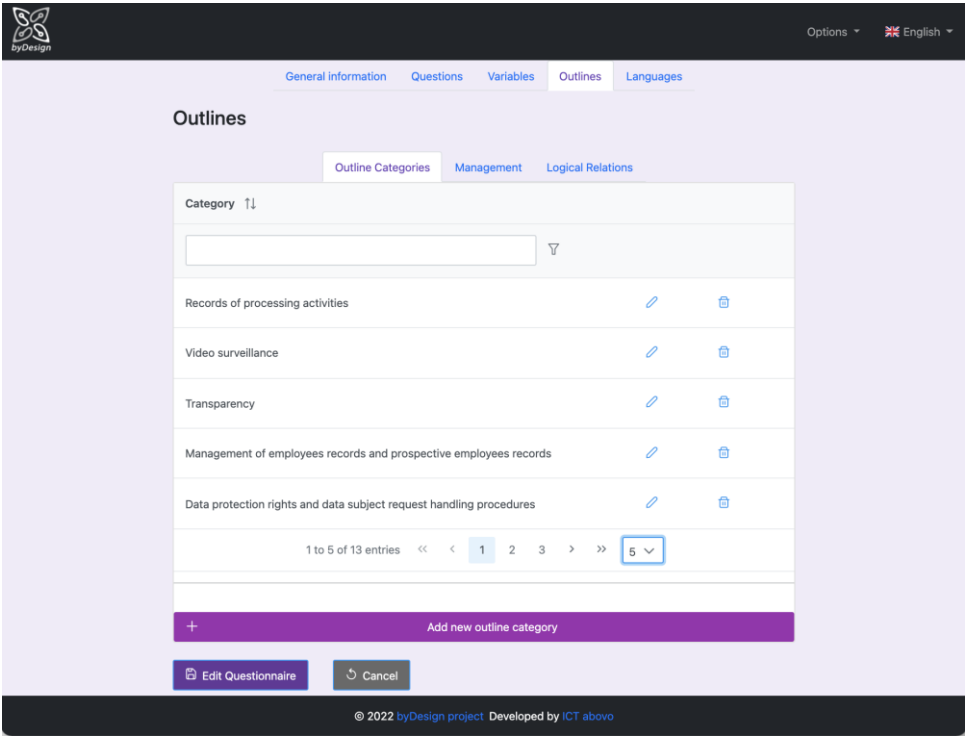 byDesign
Options English
General information Questions Variables Outlines Languages
Outlines
Outline Categories Management Logical Relations
Category
Records of processing activities
Video surveillance
Transparency
Management of employees records and prospective employees records
Data protection rights and data subject request handling procedures
1 to 5 of 13 entries « < 1 2 3 > » 5
+ Add new outline category
Edit Questionnaire Cancel
© 2022 byDesign project Developed by ICT abovo